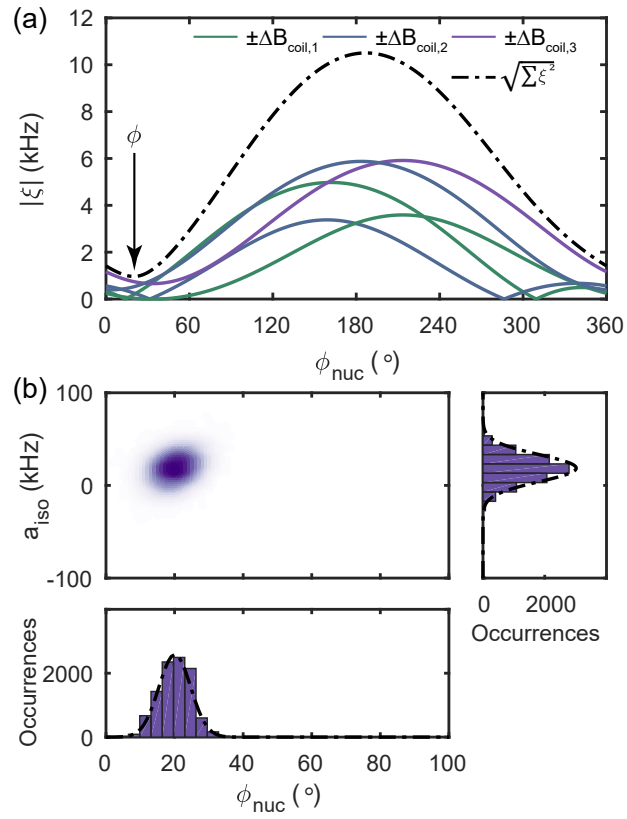 (a)
12
10
8
6
4
2
0
|ξ| (kHz)
±ΔB_coil,1
±ΔB_coil,2
±ΔB_coil,3
√∑ξ²
ϕ
0 60 120 180 240 300 360
ϕ_nuc (°)
(b)
100
0
-100
a_iso (kHz)
0 2000
Occurrences
2000
0
Occurrences
0 20 40 60 80 100
ϕ_nuc (°)